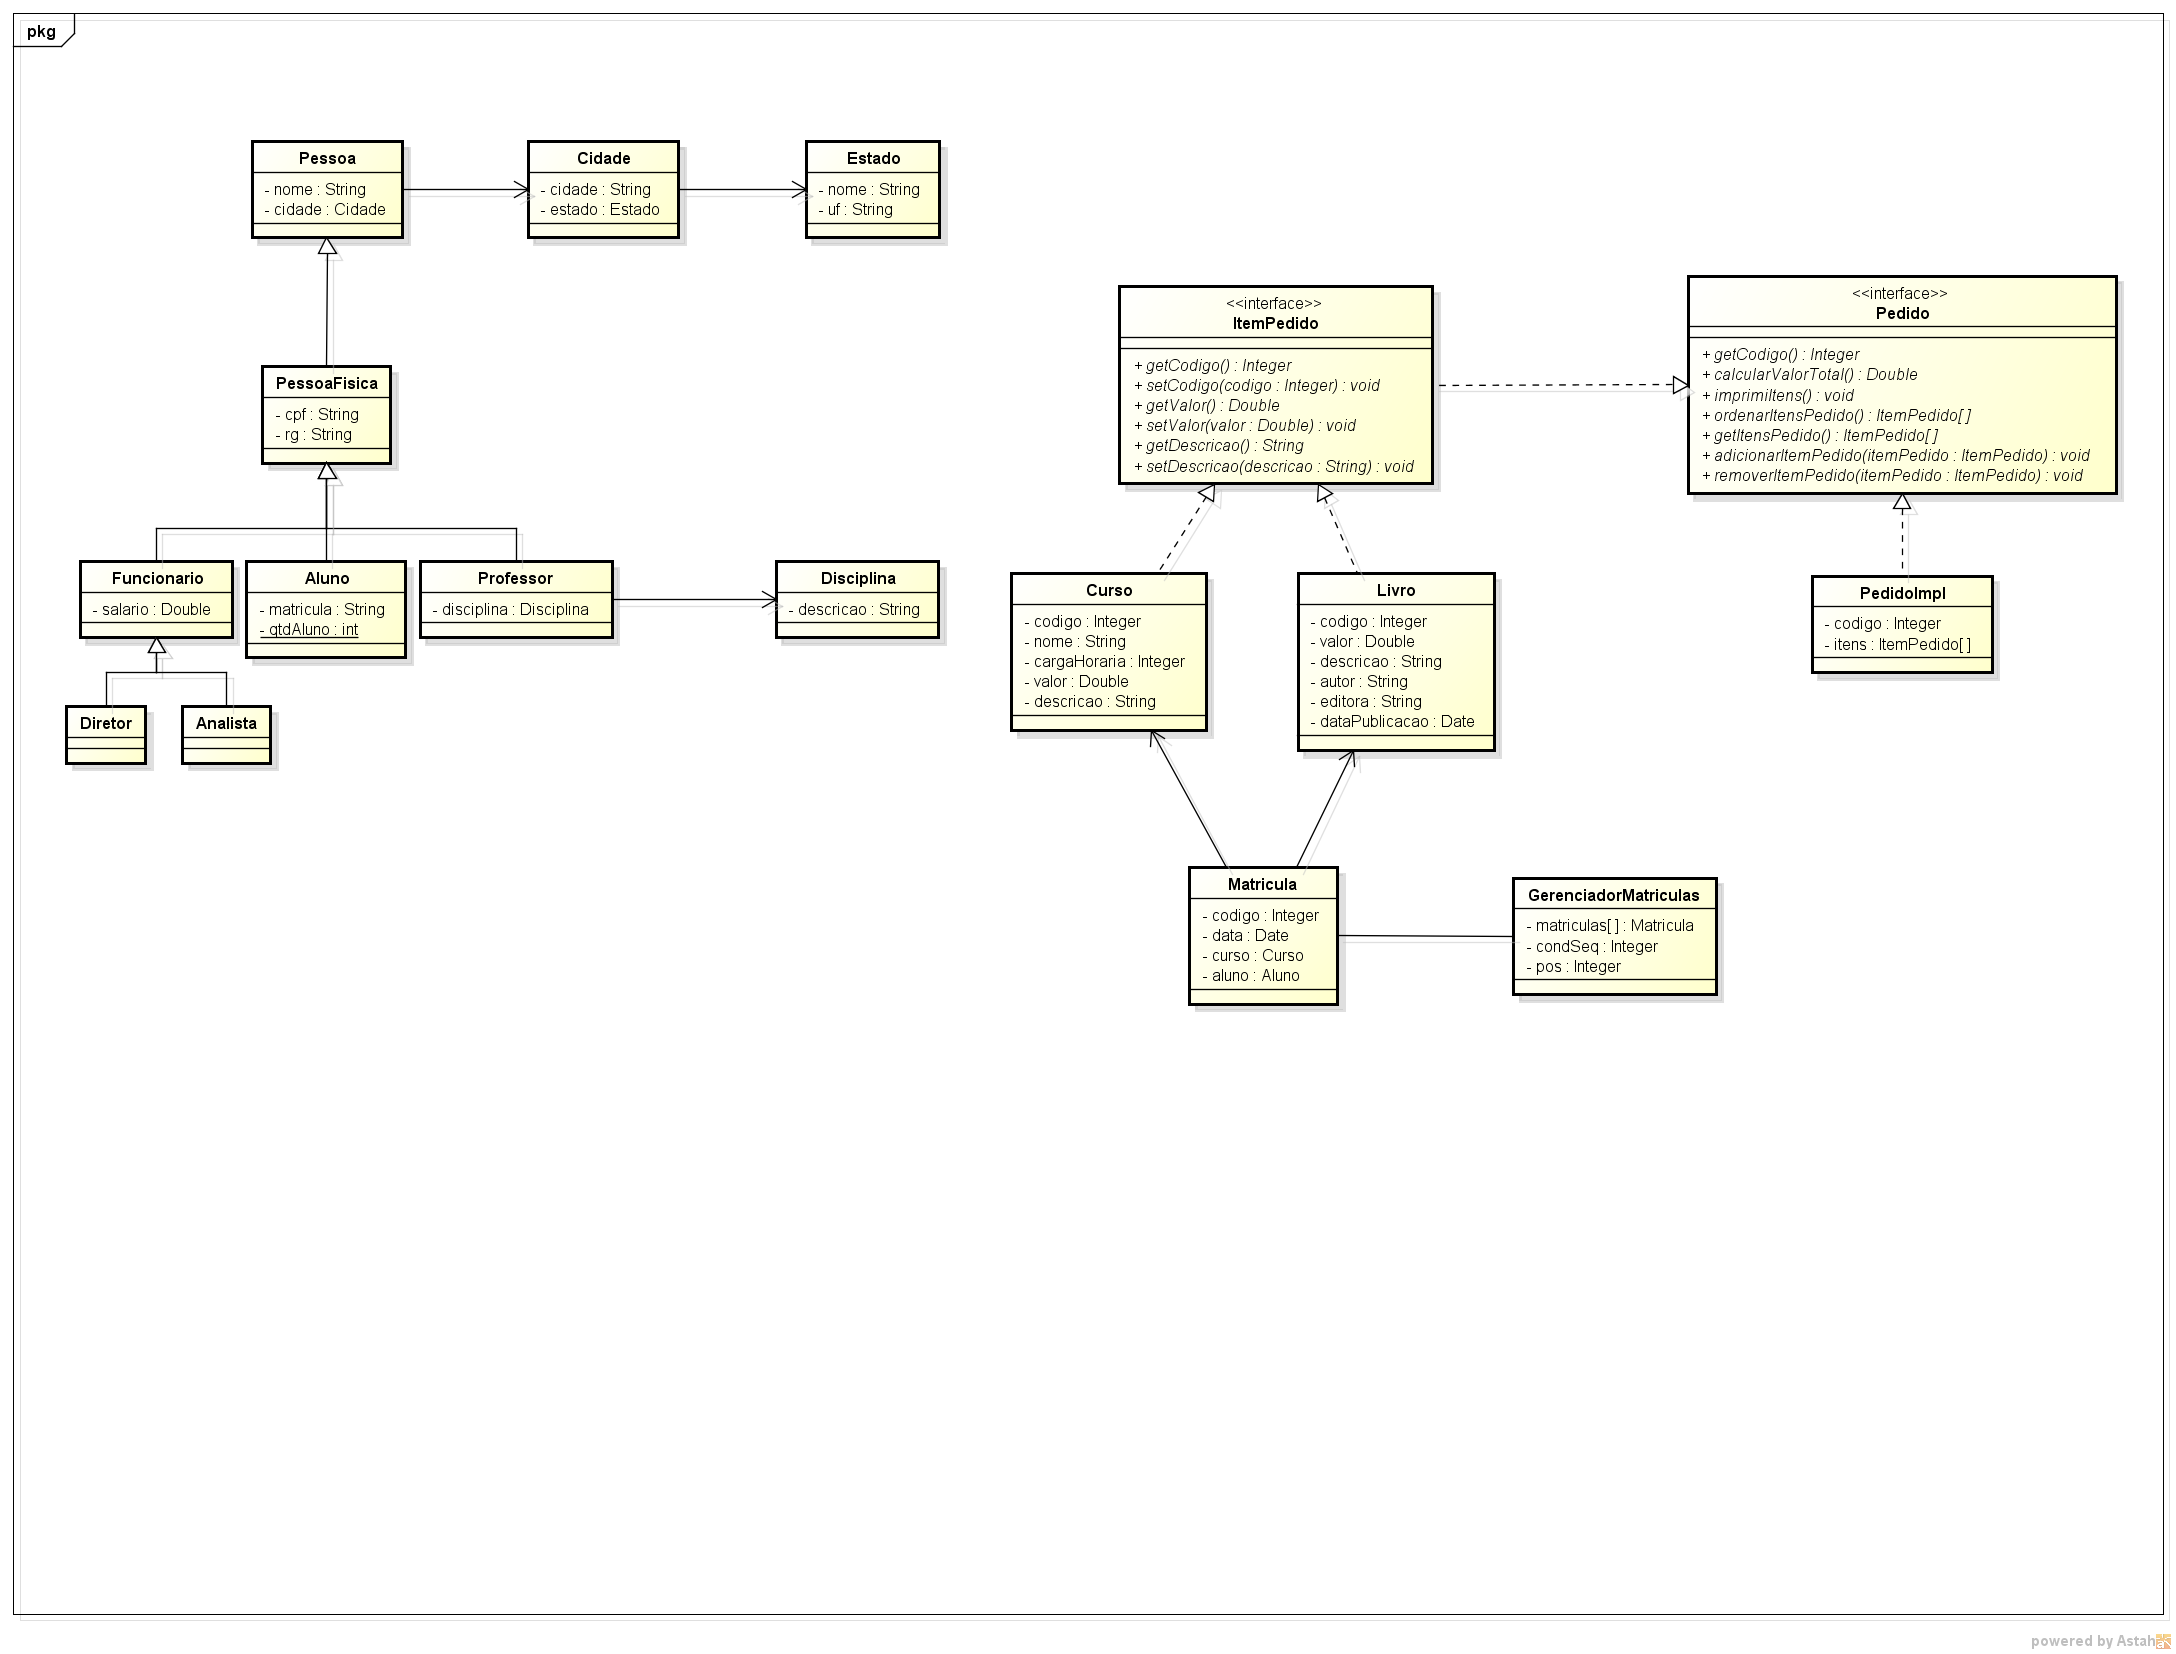 pkg
Pessoa
- nome : String
- cidade : Cidade
Cidade
- cidade : String
- estado : Estado
Estado
- nome : String
- uf : String
PessoaFisica
- cpf : String
- rg : String
Funcionario
- salario : Double
Aluno
- matricula : String
- qtdAluno : int
Professor
- disciplina : Disciplina
Disciplina
- descricao : String
Diretor
Analista
<<interface>>
ItemPedido
+ getCodigo() : Integer
+ setCodigo(codigo : Integer) : void
+ getValor() : Double
+ setValor(valor : Double) : void
+ getDescricao() : String
+ setDescricao(descricao : String) : void
<<interface>>
Pedido
+ getCodigo() : Integer
+ calcularValorTotal() : Double
+ imprimiItens() : void
+ ordenarItensPedido() : ItemPedido[ ]
+ getItensPedido() : ItemPedido[ ]
+ adicionarItemPedido(itemPedido : ItemPedido) : void
+ removerItemPedido(itemPedido : ItemPedido) : void
Curso
- codigo : Integer
- nome : String
- cargaHoraria : Integer
- valor : Double
- descricao : String
Livro
- codigo : Integer
- valor : Double
- descricao : String
- autor : String
- editora : String
- dataPublicacao : Date
PedidoImpl
- codigo : Integer
- itens : ItemPedido[ ]
Matricula
- codigo : Integer
- data : Date
- curso : Curso
- aluno : Aluno
GerenciadorMatriculas
- matriculas[ ] : Matricula
- condSeq : Integer
- pos : Integer
powered by Astah